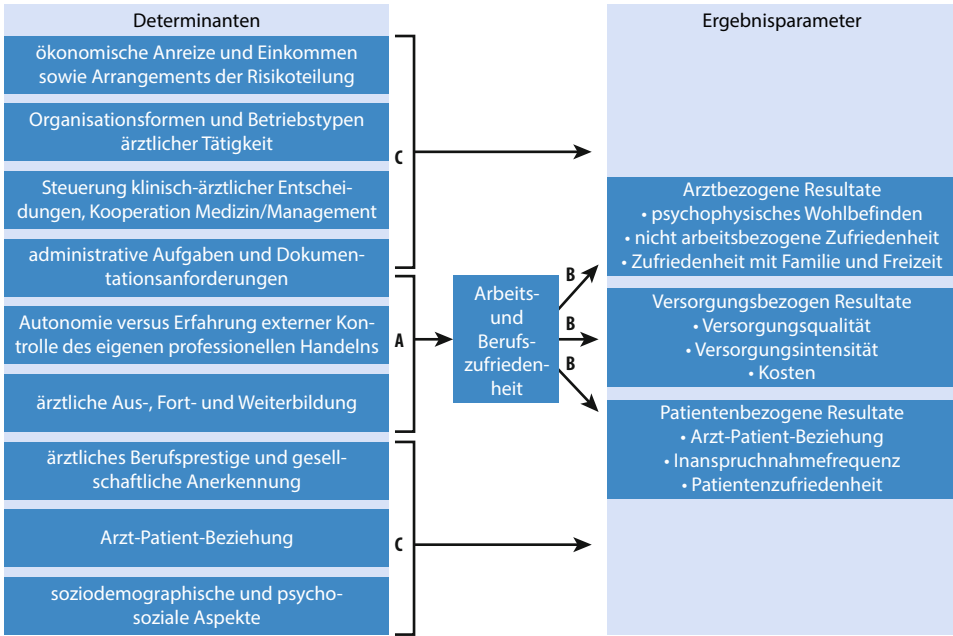 Determinanten
ökonomische Anreize und Einkommen
sowie Arrangements der Risikoteilung
Organisationsformen und Betriebstypen
ärztlicher Tätigkeit
Steuerung klinisch-ärztlicher Entschei-
dungen, Kooperation Medizin/Management
administrative Aufgaben und Dokumen-
tationsanforderungen
Autonomie versus Erfahrung externer Kon-
trolle des eigenen professionellen Handelns
ärztliche Aus-, Fort- und Weiterbildung
ärztliches Berufsprestige und gesell-
schaftliche Anerkennung
Arzt-Patient-Beziehung
soziodemographische und psycho-
soziale Aspekte
C
A
C
Arbeits-
und
Berufs-
zufrieden-
heit
B
B
B
Ergebnisparameter
Arztbezogene Resultate
• psychophysisches Wohlbefinden
• nicht arbeitsbezogene Zufriedenheit
• Zufriedenheit mit Familie und Freizeit
Versorgungsbezogen Resultate
• Versorgungsqualität
• Versorgungsintensität
• Kosten
Patientenbezogene Resultate
• Arzt-Patient-Beziehung
• Inanspruchnahmefrequenz
• Patientenzufriedenheit